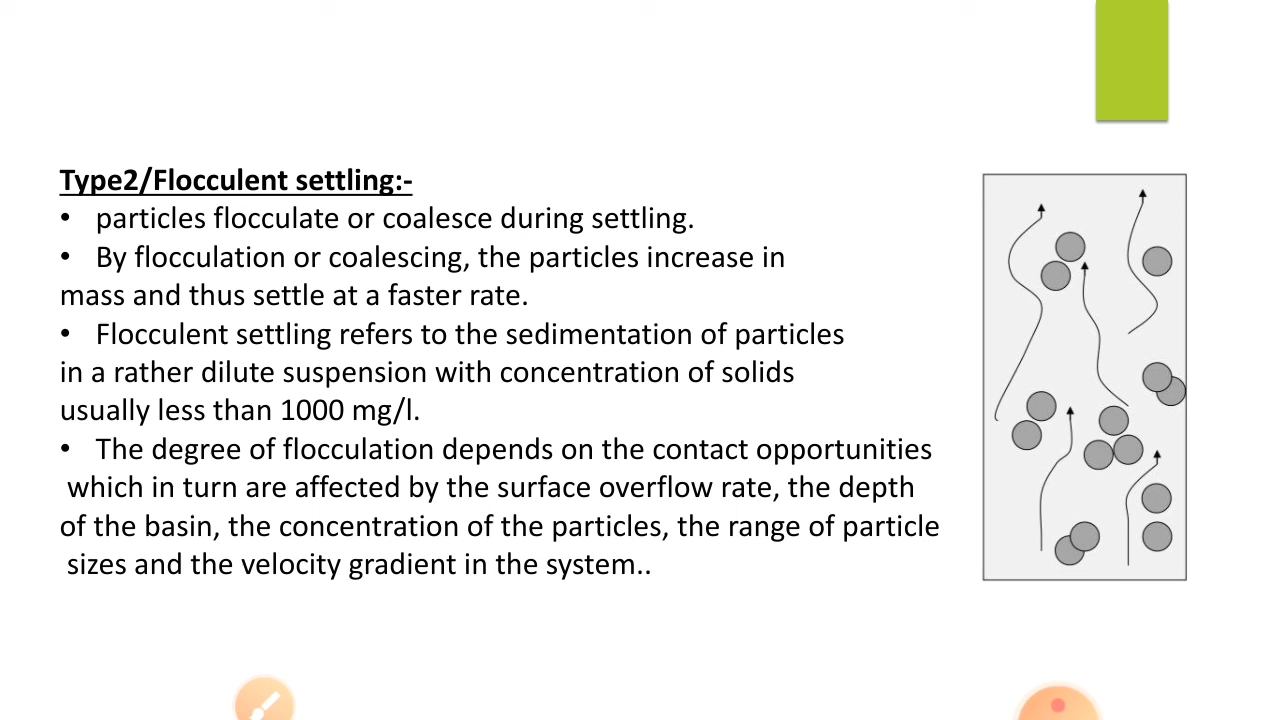 Type2/Flocculent settling:-
• particles flocculate or coalesce during settling.
• By flocculation or coalescing, the particles increase in
mass and thus settle at a faster rate.
• Flocculent settling refers to the sedimentation of particles
in a rather dilute suspension with concentration of solids
usually less than 1000 mg/l.
• The degree of flocculation depends on the contact opportunities
which in turn are affected by the surface overflow rate, the depth
of the basin, the concentration of the particles, the range of particle
sizes and the velocity gradient in the system..